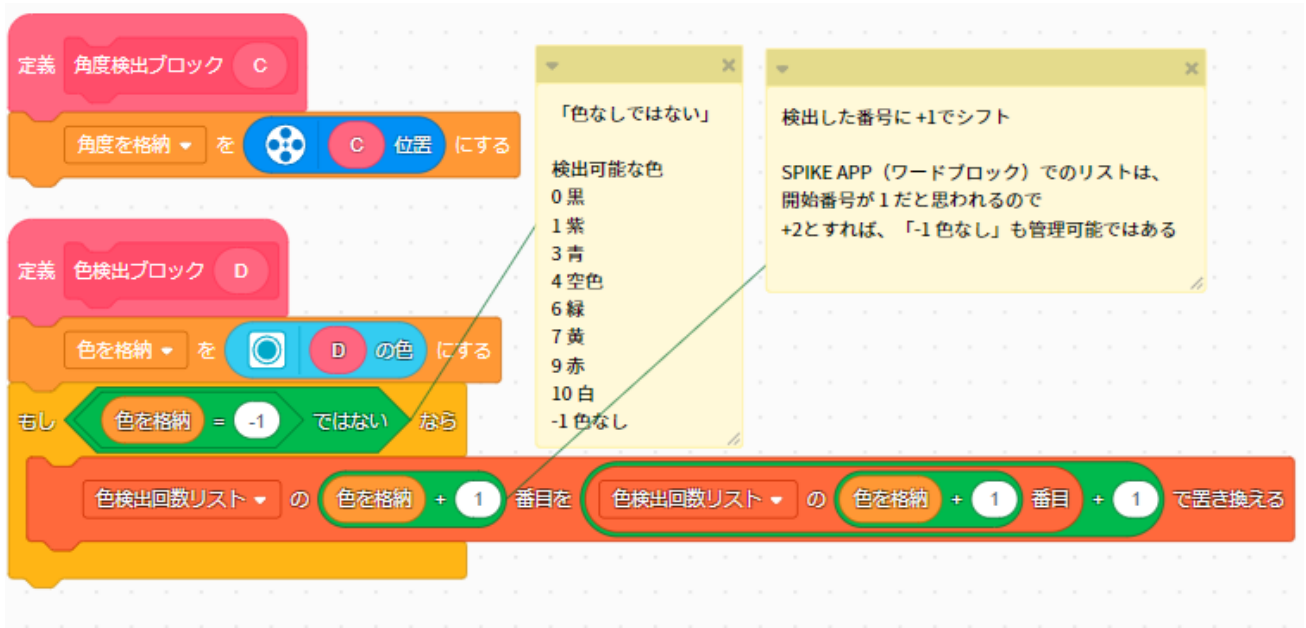 定義 角度検出ブロック C
角度を格納 を C 位置 にする
定義 色検出ブロック D
色を格納 を D の色 にする
もし 色を格納 = -1 ではない なら
色検出回数リスト の 色を格納 + 1 番目を 色検出回数リスト の 色を格納 + 1 番目 + 1 で置き換える
「色なしではない」
検出可能な色
0 黒
1 紫
3 青
4 空色
6 緑
7 黄
9 赤
10 白
-1 色なし
検出した番号に +1でシフト
SPIKE APP（ワードブロック）でのリストは、
開始番号が 1 だと思われるので
+2とすれば、「-1 色なし」も管理可能ではある